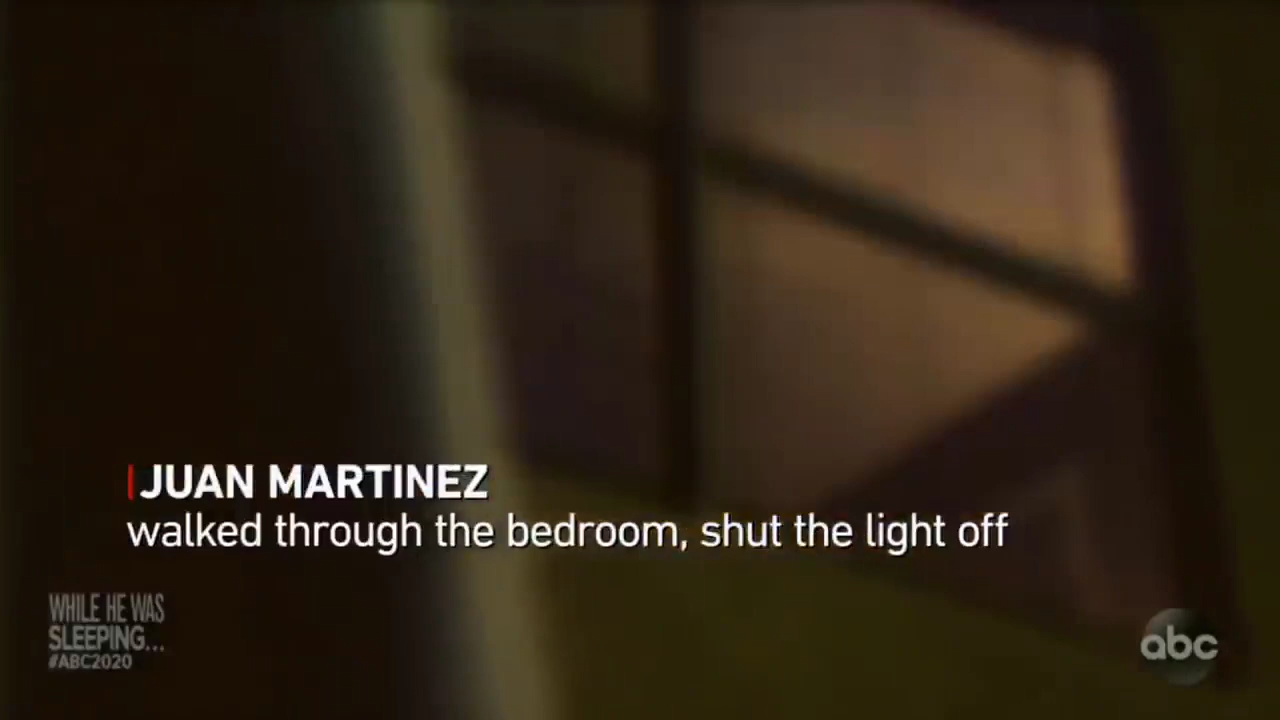 JUAN MARTINEZ
walked through the bedroom, shut the light off
WHILE HE WAS
SLEEPING...
#ABC2020
abc